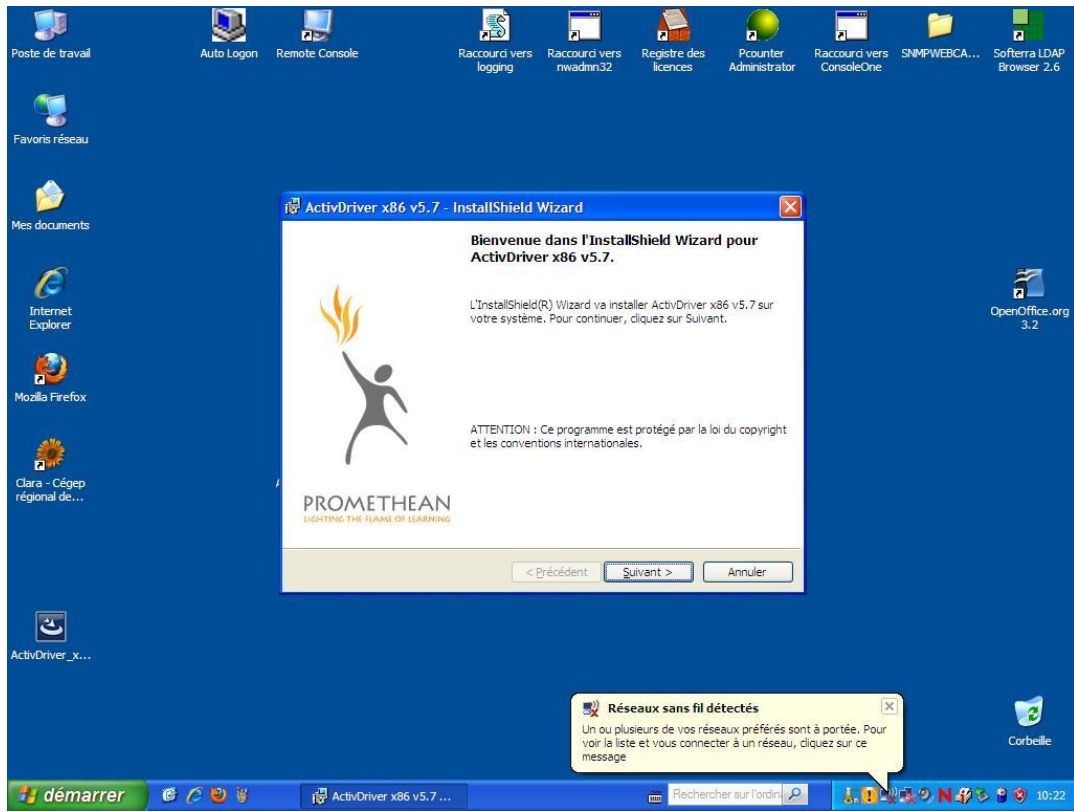 Poste de travail
Auto Logon
Remote Console
Raccourci vers
logging
Raccourci vers
nwadmn32
Registre des
licences
Pcounter
Administrator
Raccourci vers
ConsoleOne
SNMPWEBCA...
Softerra LDAP
Browser 2.6
Favoris réseau
Mes documents
Internet
Explorer
Mozilla Firefox
Clara - Cégep
régional de...
ActivDriver_x...
OpenOffice.org
3.2
Corbeille
ActivDriver x86 v5.7 - InstallShield Wizard
Bienvenue dans l'InstallShield Wizard pour
ActivDriver x86 v5.7.
L'InstallShield(R) Wizard va installer ActivDriver x86 v5.7 sur
votre système. Pour continuer, cliquez sur Suivant.
ATTENTION : Ce programme est protégé par la loi du copyright
et les conventions internationales.
PROMETHEAN
LIGHTING THE FLAME OF LEARNING
< Précédent
Suivant >
Annuler
Réseaux sans fil détectés
Un ou plusieurs de vos réseaux préférés sont à portée. Pour
voir la liste et vous connecter à un réseau, cliquez sur ce
message
démarrer
ActivDriver x86 v5.7 ...
Rechercher sur l'ordin
10:22